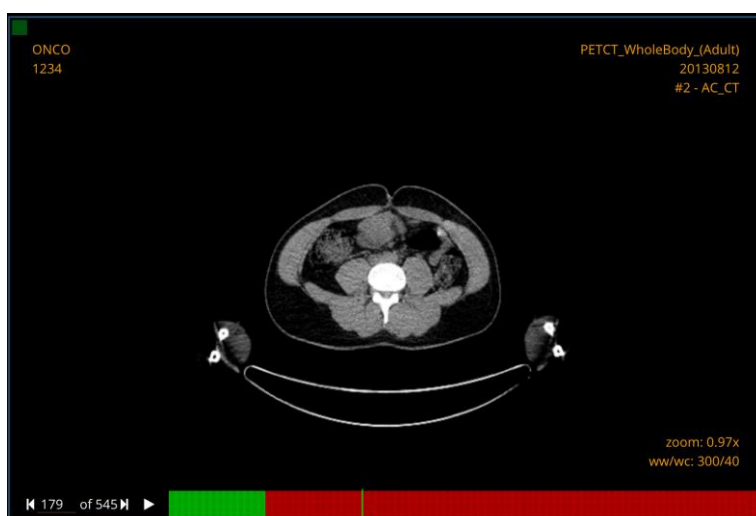 ONCO
1234
PETCT_WholeBody_(Adult)
20130812
#2 - AC_CT
zoom: 0.97x
ww/wc: 300/40
179 of 545